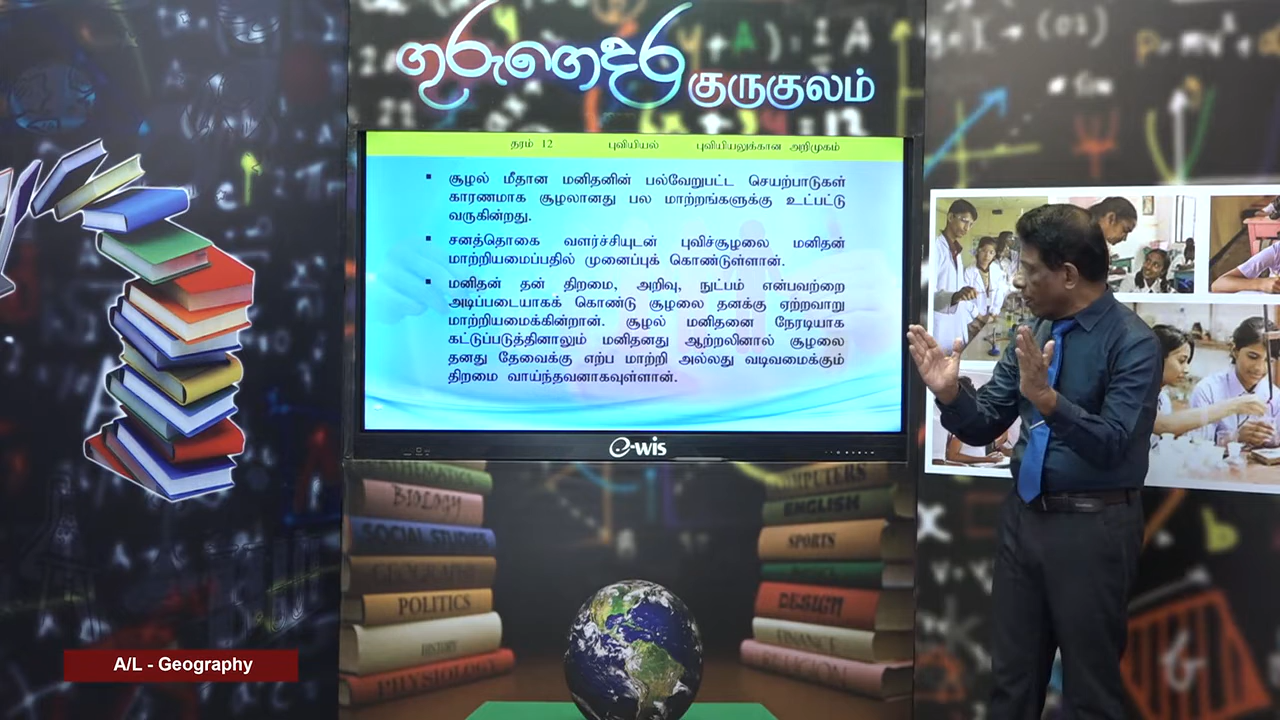 ගුරුගෙදර குருகுலம்
தரம் 12 புவியியல் புவியியலுக்கான அறிமுகம்
▪ சூழல் மீதான மனிதனின் பல்வேறுபட்ட செயற்பாடுகள்
காரணமாக சூழலானது பல மாற்றங்களுக்கு உட்பட்டு
வருகின்றது.
▪ சனத்தொகை வளர்ச்சியுடன் புவிச்சூழலை மனிதன்
மாற்றியமைப்பதில் முனைப்புக் கொண்டுள்ளான்.
▪ மனிதன் தன் திறமை, அறிவு, நுட்பம் என்பவற்றை
அடிப்படையாகக் கொண்டு சூழலை தனக்கு ஏற்றவாறு
மாற்றியமைக்கின்றான். சூழல் மனிதனை நேரடியாக
கட்டுப்படுத்தினாலும் மனிதனது ஆற்றலினால் சூழலை
தனது தேவைக்கு எற்ப மாற்றி அல்லது வடிவமைக்கும்
திறமை வாய்ந்தவனாகவுள்ளான்.
e-wis
MATHEMATICS
BIOLOGY
SOCIAL STUDIES
GEOGRAPHY
POLITICS
HISTORY
PHYSIOLOGY
COMPUTERS
ENGLISH
SPORTS
DESIGN
FINANCE
RELIGION
A/L - Geography